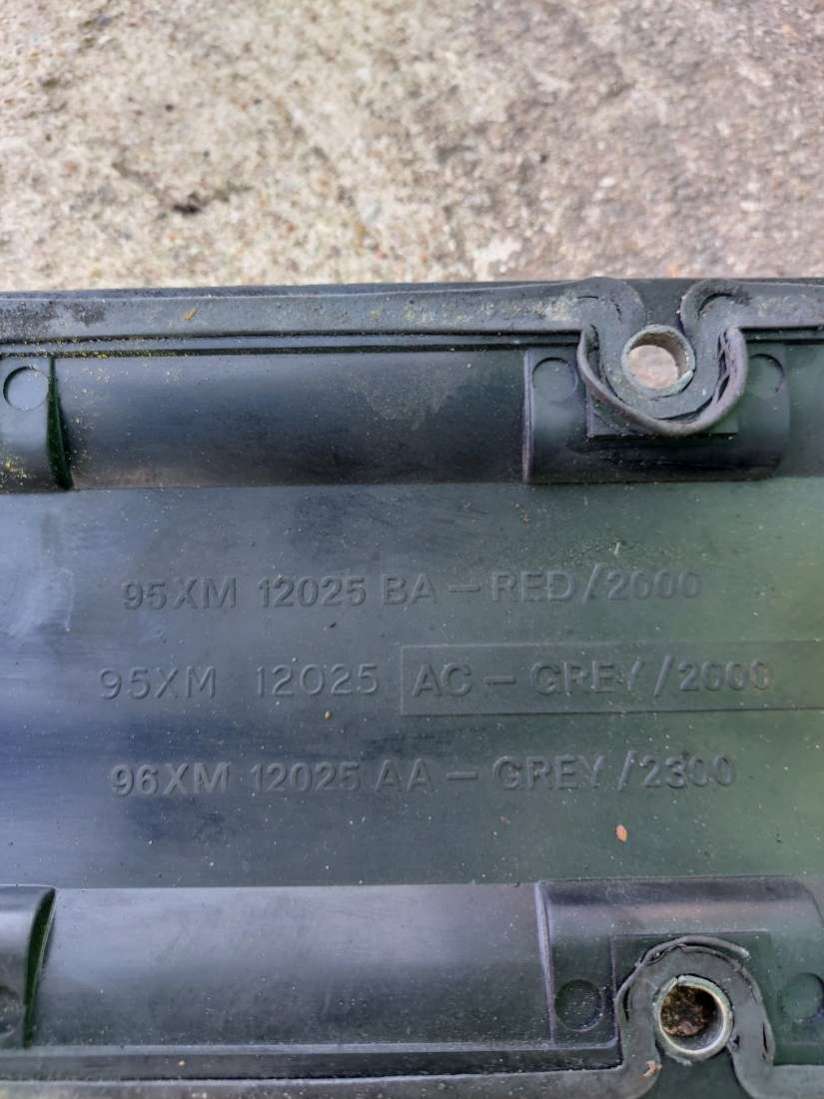 95XM 12025 BA - RED/2000
95XM 12025 AC - GREY/2000
96XM 12025 AA - GREY/2300